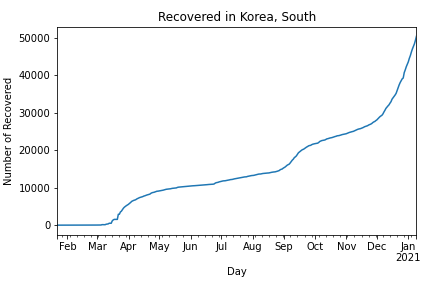 Recovered in Korea, South
50000
40000
30000
20000
10000
0
Number of Recovered
Feb Mar Apr May Jun Jul Aug Sep Oct Nov Dec Jan
2021
Day